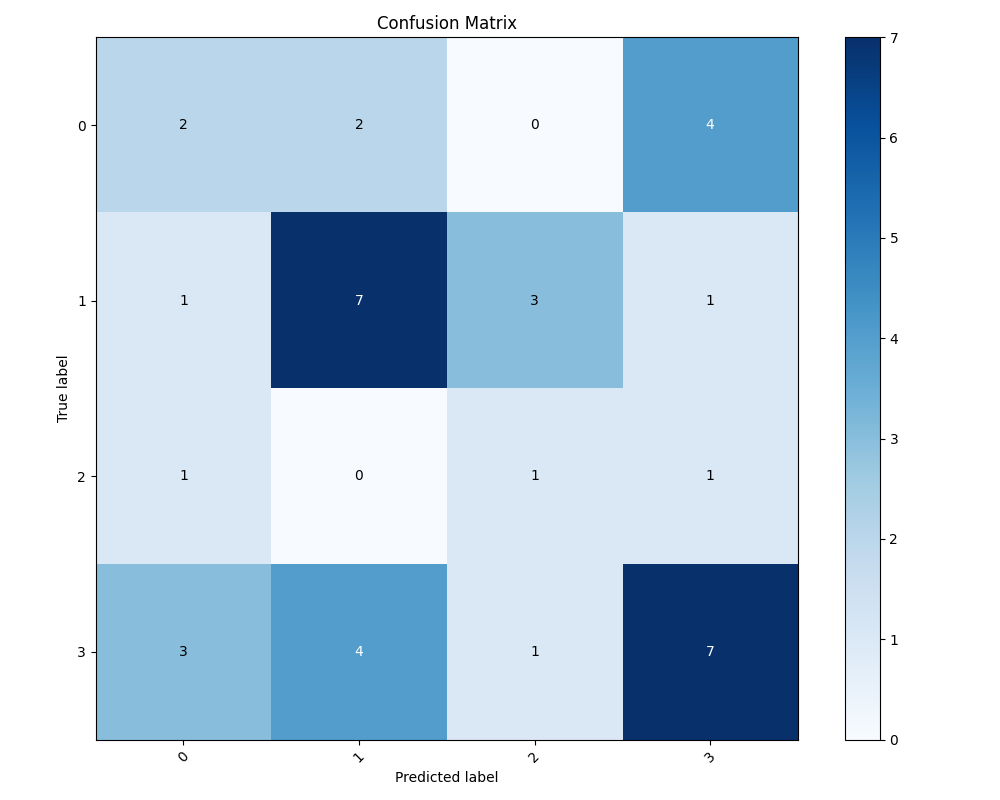 Confusion Matrix
0 2 2 0 4
1 1 7 3 1
2 1 0 1 1
3 3 4 1 7
0 1 2 3
True label
Predicted label
7
6
5
4
3
2
1
0